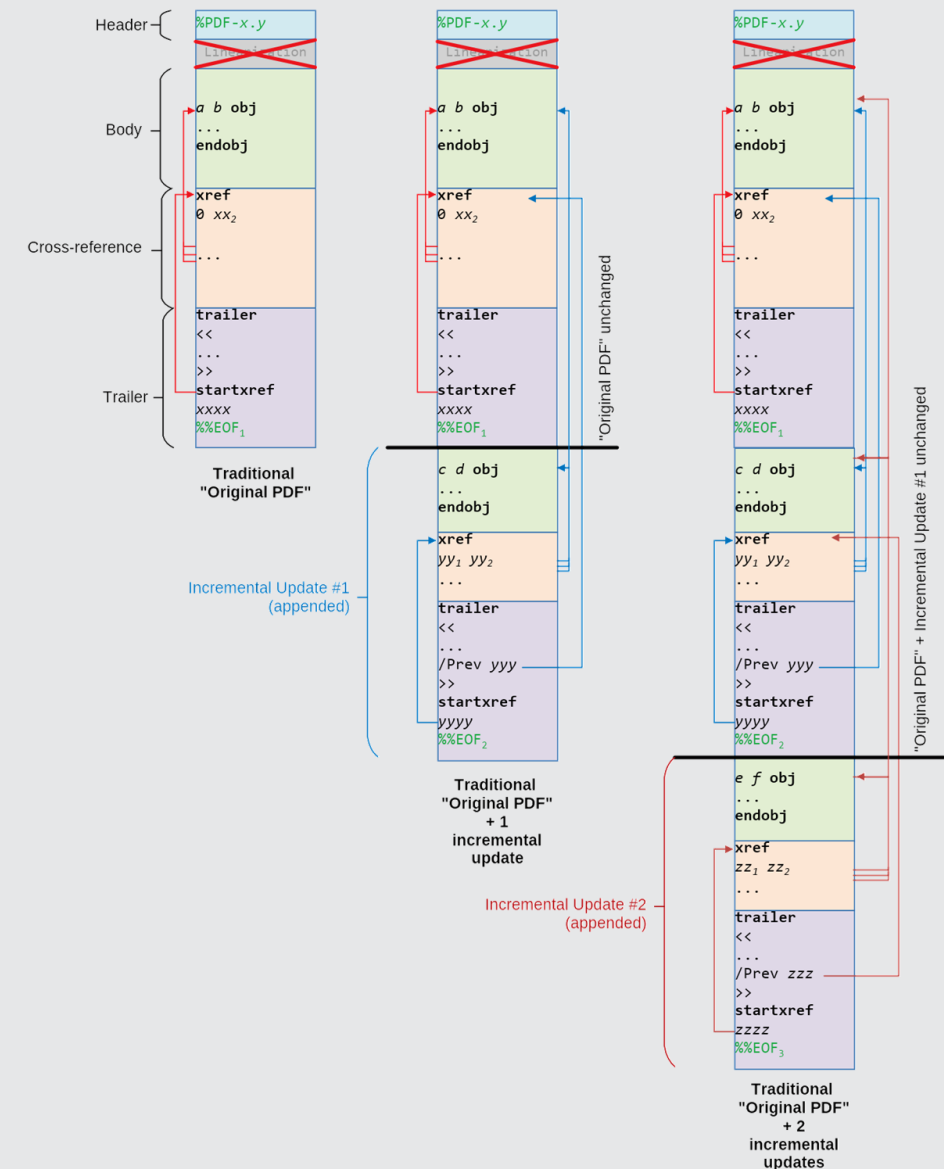 Header
%PDF-x.y
Linearization
Body
a b obj
...
endobj
Cross-reference
xref
0 xx2
...
Trailer
trailer
<<
...
>>
startxref
xxxx
%%EOF1
Traditional
"Original PDF"
%PDF-x.y
Linearization
a b obj
...
endobj
xref
0 xx2
...
trailer
<<
...
>>
startxref
xxxx
%%EOF1
"Original PDF" unchanged
Incremental Update #1
(appended)
c d obj
...
endobj
xref
yy1 yy2
...
trailer
<<
...
/Prev yyy
>>
startxref
yyyy
%%EOF2
Traditional
"Original PDF"
+ 1
incremental
update
%PDF-x.y
Linearization
a b obj
...
endobj
xref
0 xx2
...
trailer
<<
...
>>
startxref
xxxx
%%EOF1
c d obj
...
endobj
xref
yy1 yy2
...
trailer
<<
...
/Prev yyy
>>
startxref
yyyy
%%EOF2
"Original PDF" + Incremental Update #1 unchanged
Incremental Update #2
(appended)
e f obj
...
endobj
xref
zz1 zz2
...
trailer
<<
...
/Prev zzz
>>
startxref
zzzz
%%EOF3
Traditional
"Original PDF"
+ 2
incremental
updates